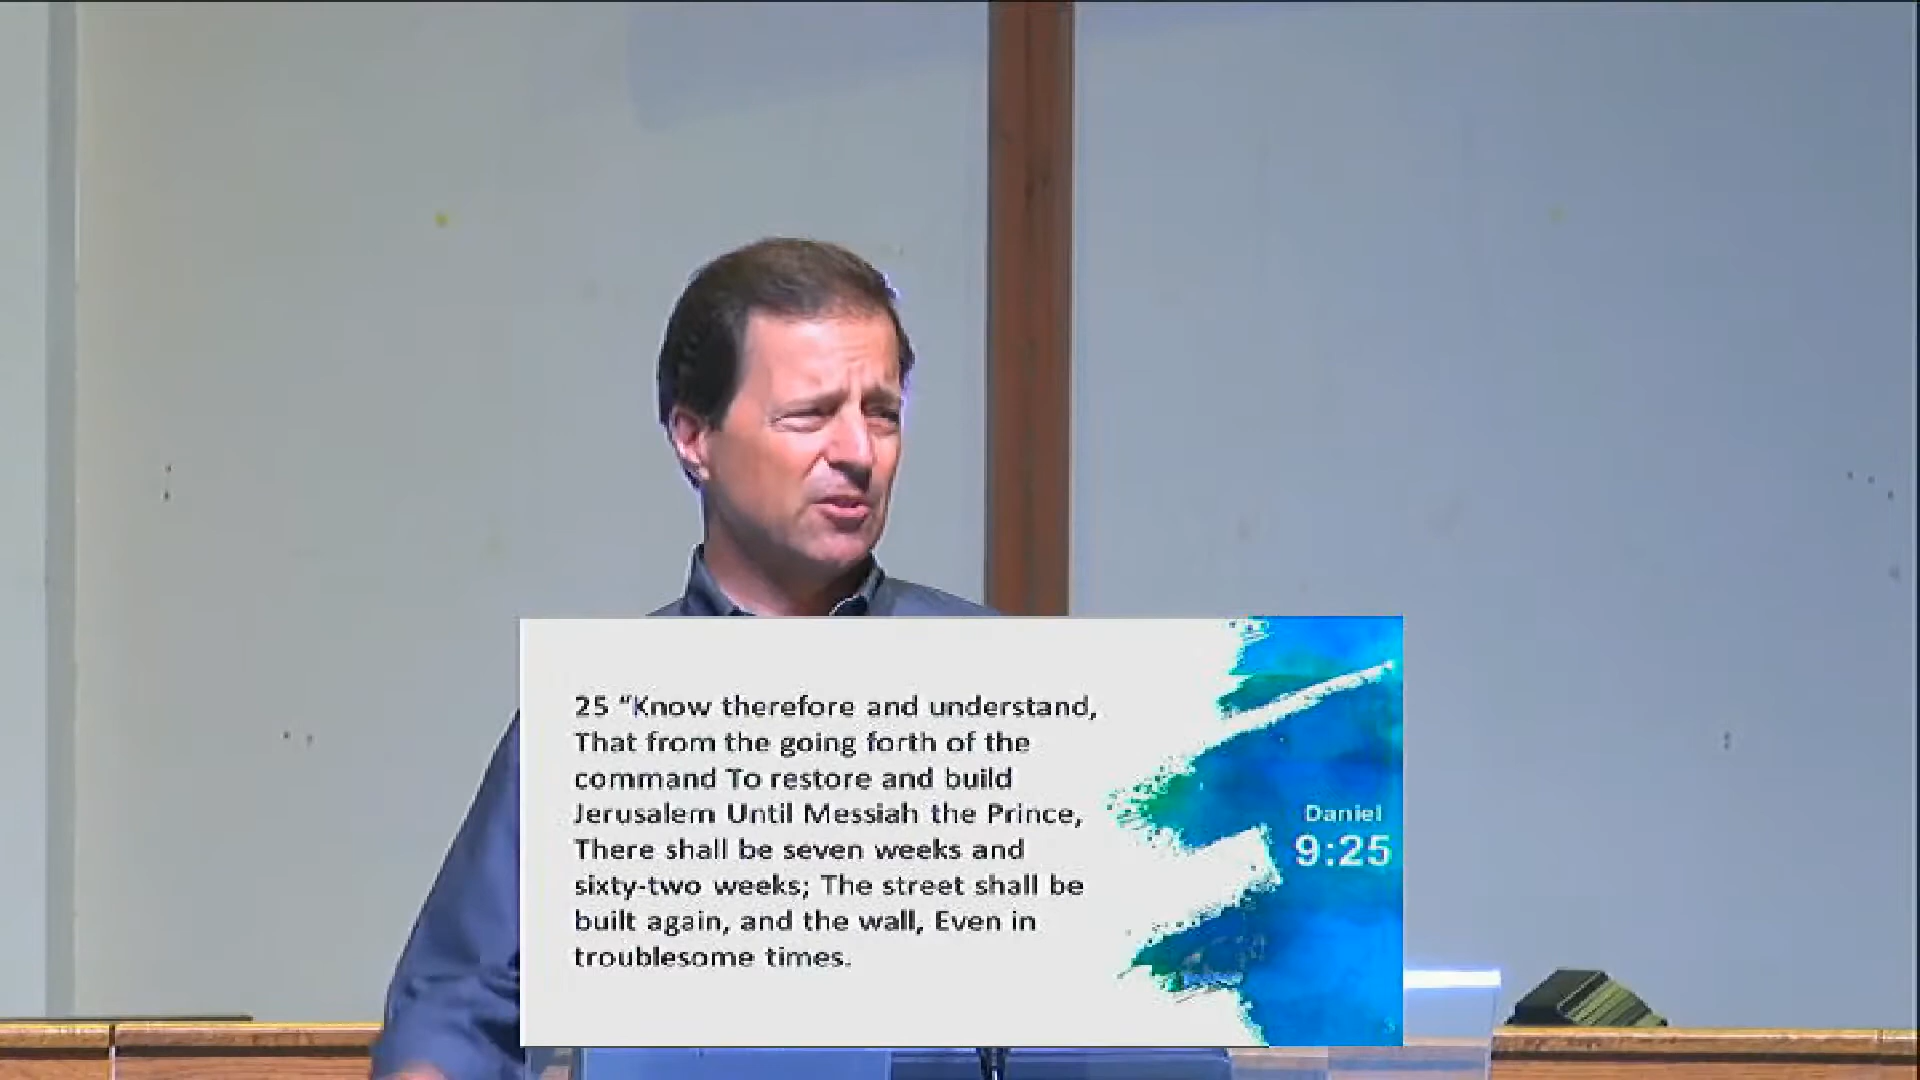 25 “Know therefore and understand,
That from the going forth of the
command To restore and build
Jerusalem Until Messiah the Prince,
There shall be seven weeks and
sixty-two weeks; The street shall be
built again, and the wall, Even in
troublesome times.
Daniel
9:25